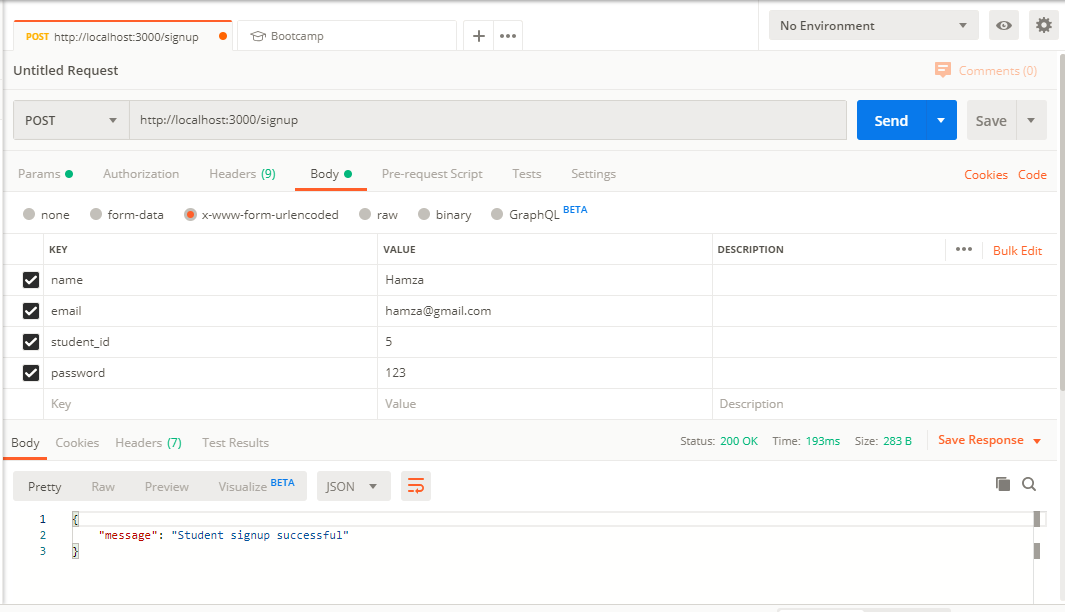 POST http://localhost:3000/signup Bootcamp No Environment
Untitled Request Comments (0)
POST http://localhost:3000/signup Send Save
Params Authorization Headers (9) Body Pre-request Script Tests Settings Cookies Code
none form-data x-www-form-urlencoded raw binary GraphQL BETA
KEY VALUE DESCRIPTION Bulk Edit
name Hamza
email hamza@gmail.com
student_id 5
password 123
Key Value Description
Body Cookies Headers (7) Test Results Status: 200 OK Time: 193ms Size: 283 B Save Response
Pretty Raw Preview Visualize BETA JSON
1 {
2 "message": "Student signup successful"
3 }